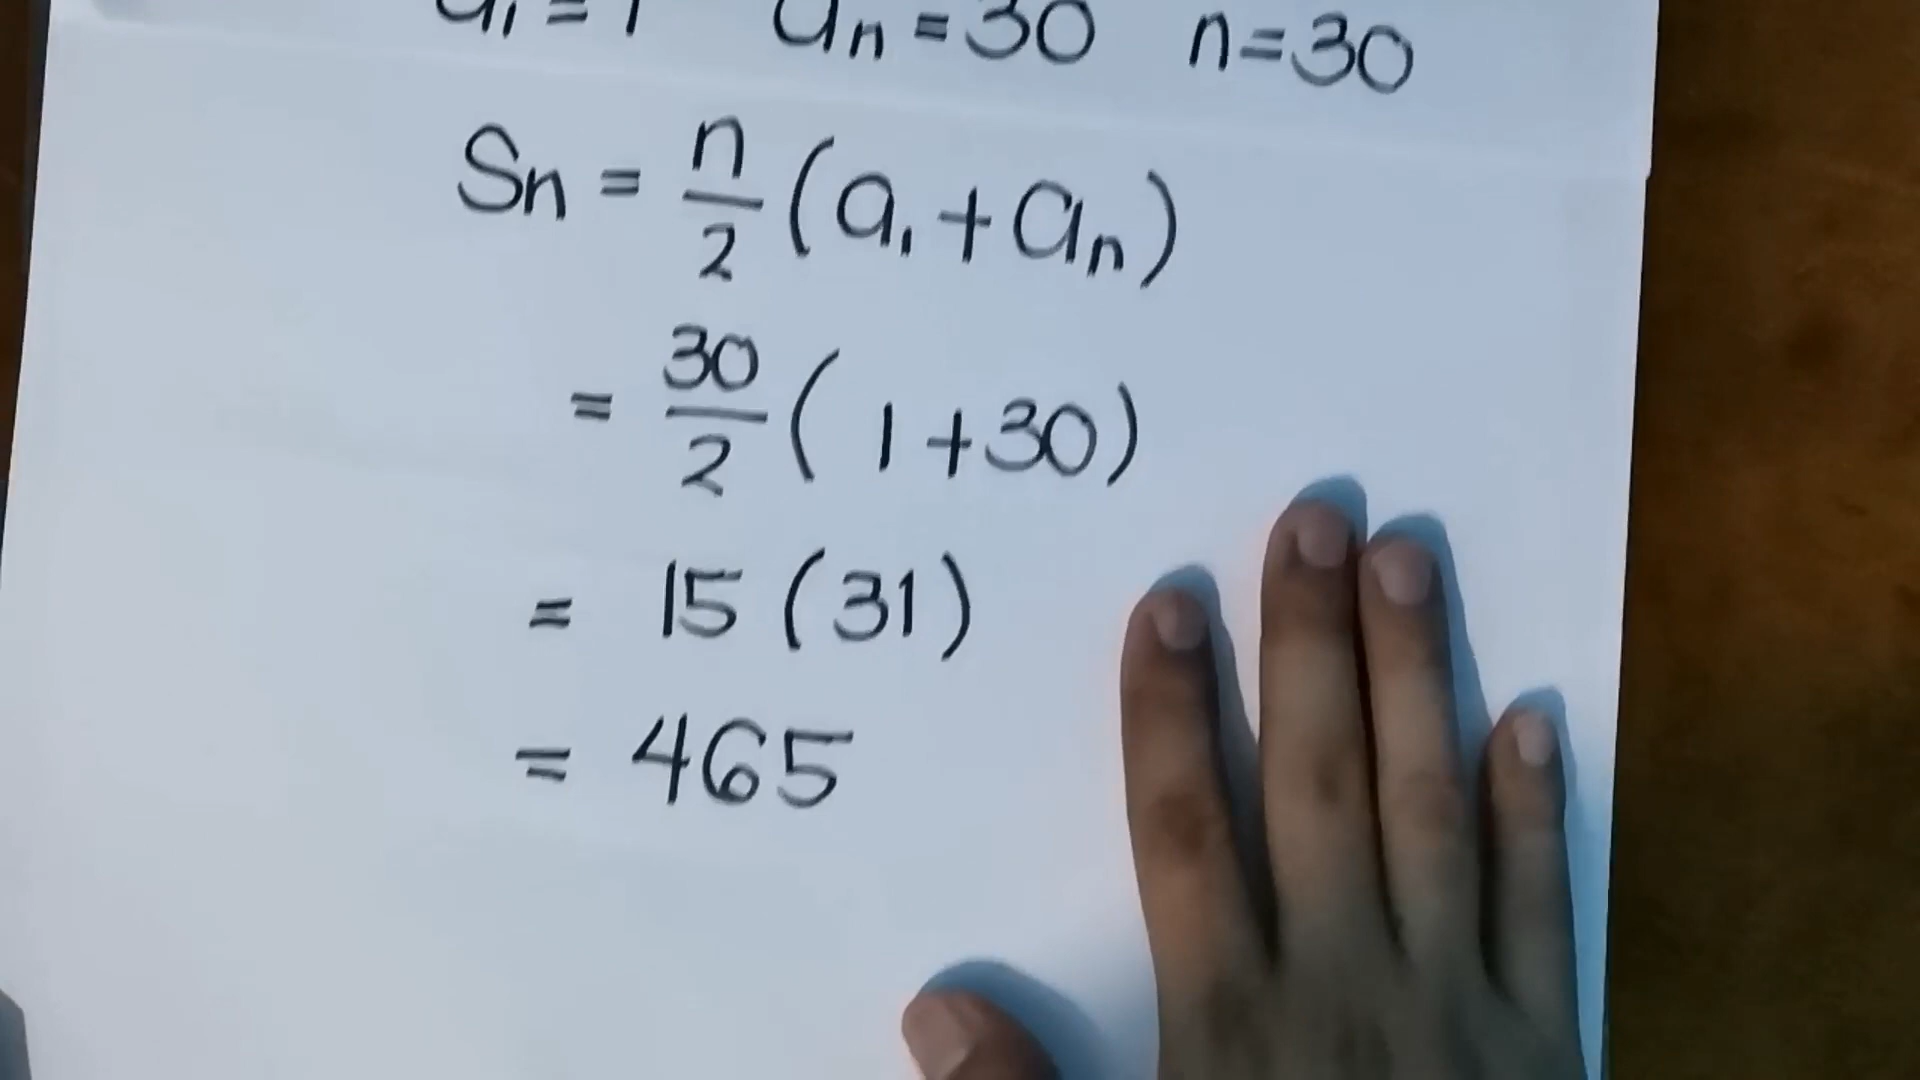 a₁ = 1 aₙ = 30 n = 30
Sn = n/2 (a₁ + aₙ)
= 30/2 (1 + 30)
= 15 (31)
= 465